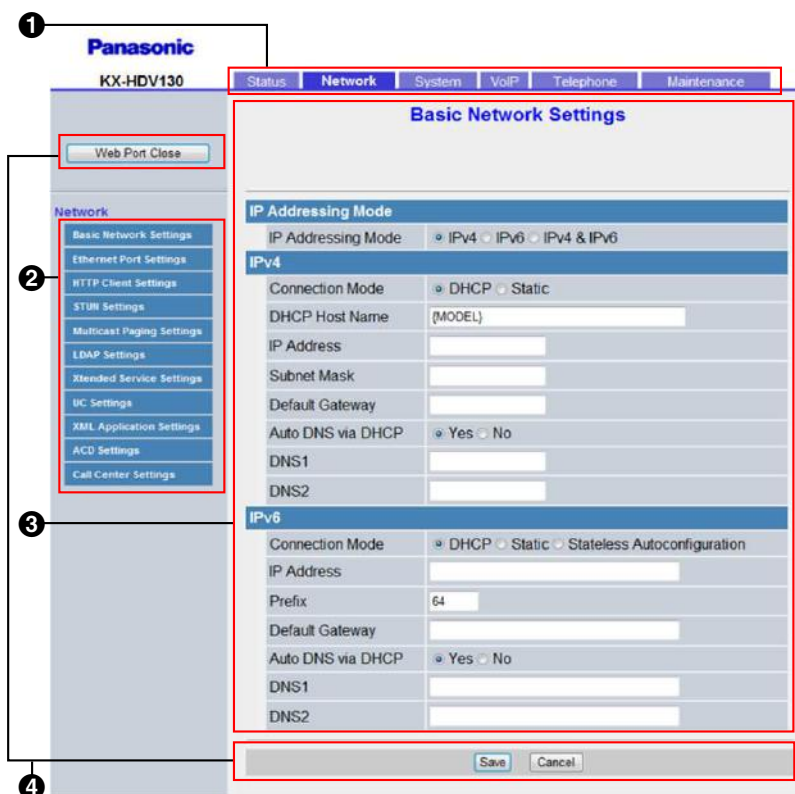 ❶
Panasonic
KX-HDV130
Status Network System VoIP Telephone Maintenance
Basic Network Settings
Web Port Close
Network
❷
Basic Network Settings
Ethernet Port Settings
HTTP Client Settings
STUN Settings
Multicast Paging Settings
LDAP Settings
Xtended Service Settings
UC Settings
XML Application Settings
ACD Settings
Call Center Settings
❸
IP Addressing Mode
IP Addressing Mode IPv4 IPv6 IPv4 & IPv6
IPv4
Connection Mode DHCP Static
DHCP Host Name {MODEL}
IP Address
Subnet Mask
Default Gateway
Auto DNS via DHCP Yes No
DNS1
DNS2
IPv6
Connection Mode DHCP Static Stateless Autoconfiguration
IP Address
Prefix 64
Default Gateway
Auto DNS via DHCP Yes No
DNS1
DNS2
❹
Save Cancel